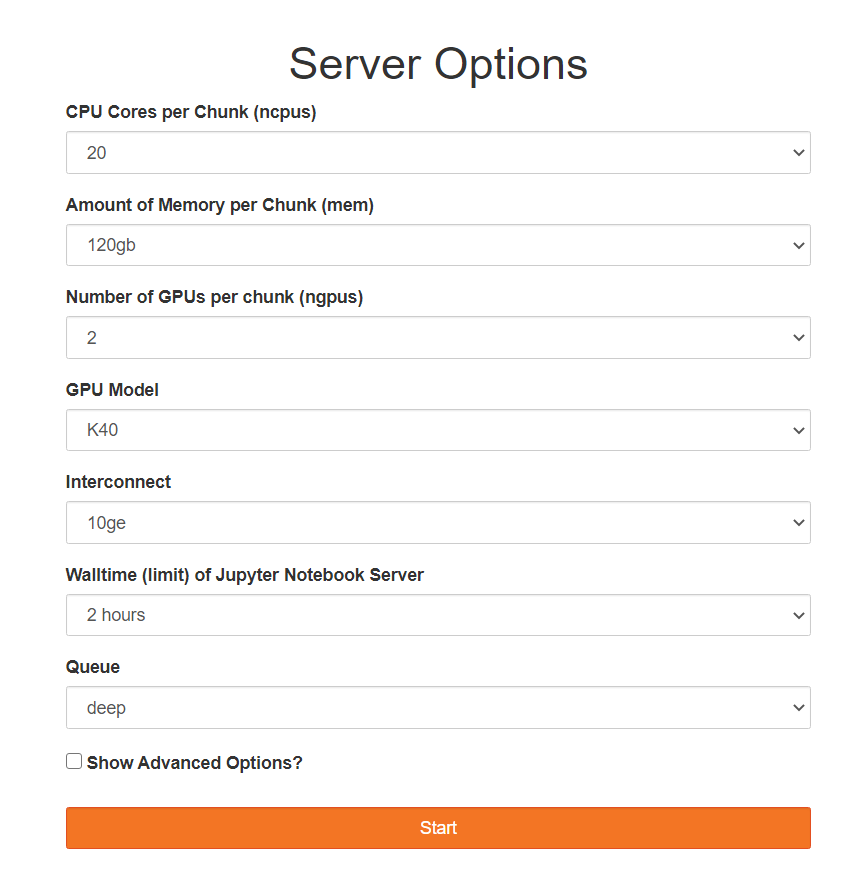 Server Options
CPU Cores per Chunk (ncpus)
20
Amount of Memory per Chunk (mem)
120gb
Number of GPUs per chunk (ngpus)
2
GPU Model
K40
Interconnect
10ge
Walltime (limit) of Jupyter Notebook Server
2 hours
Queue
deep
Show Advanced Options?
Start